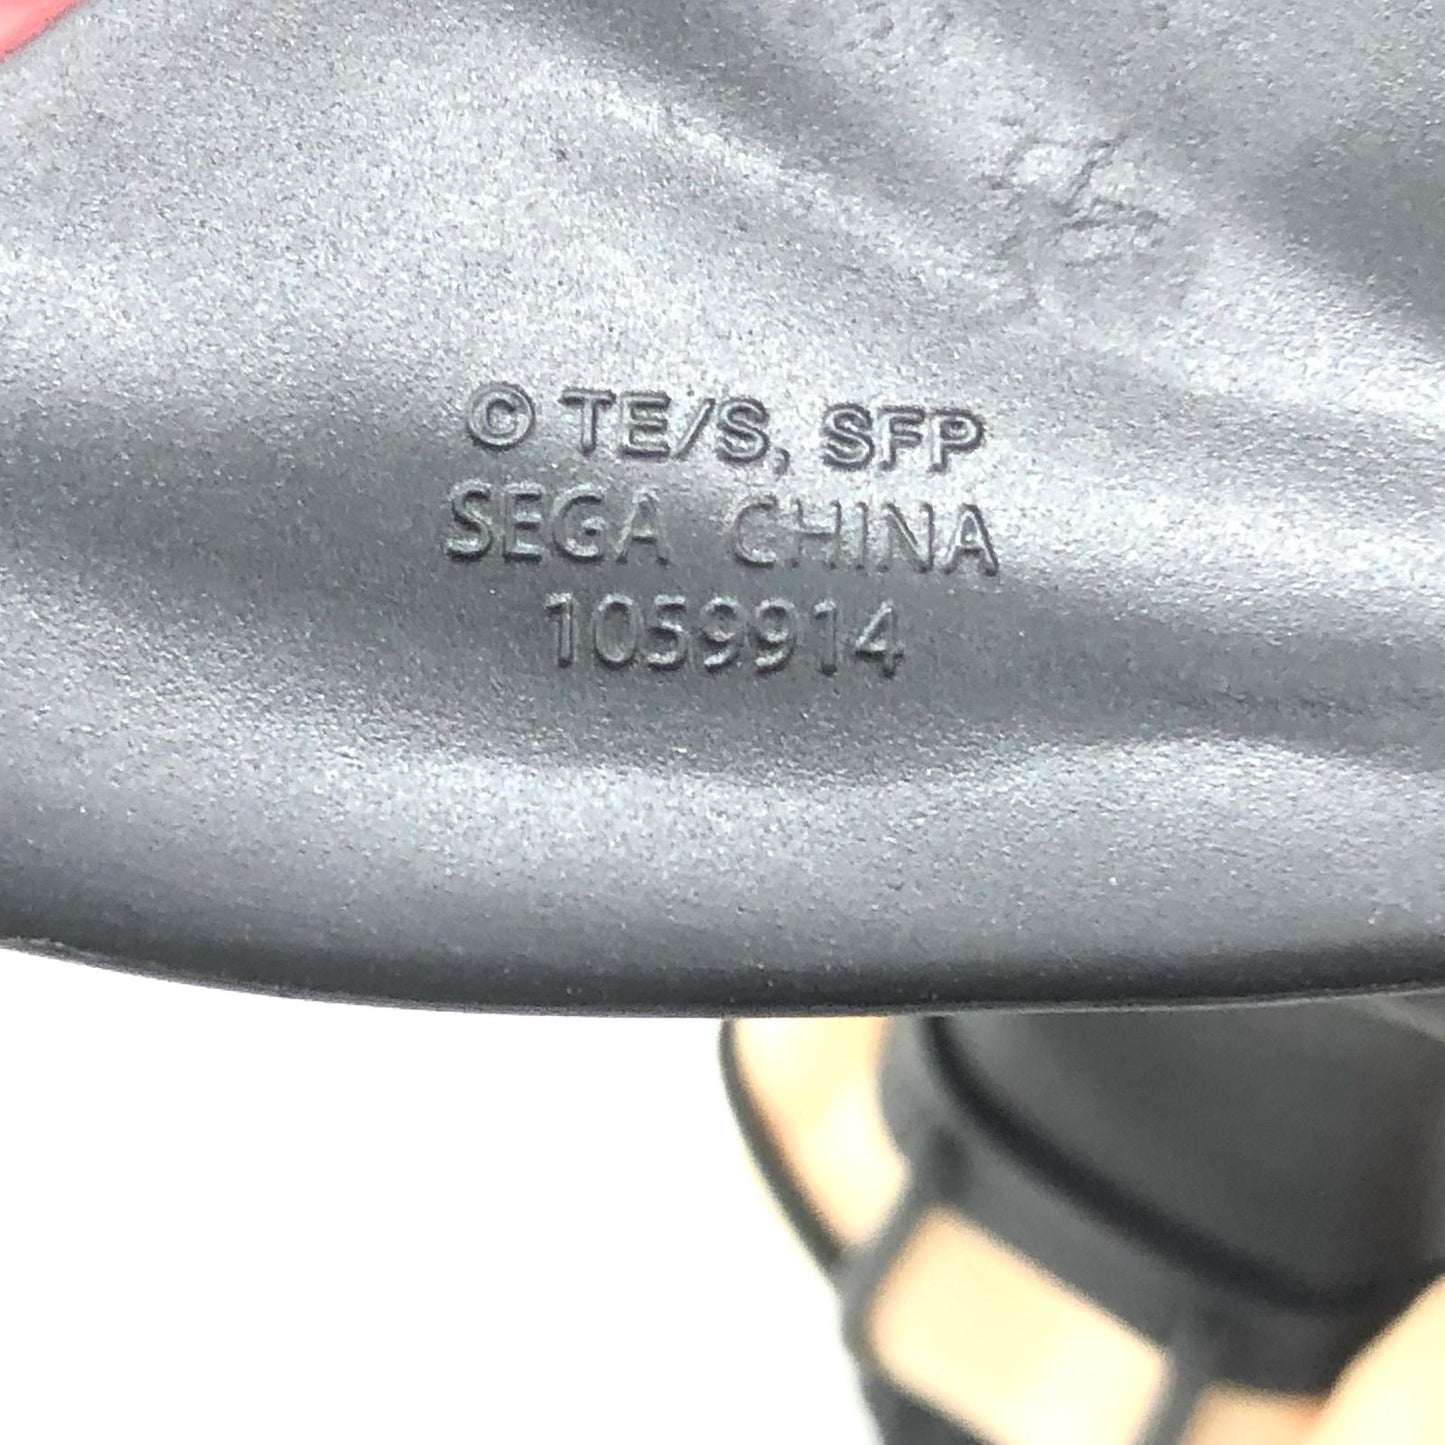 © TE/S, SFP
SEGA CHINA
1059914